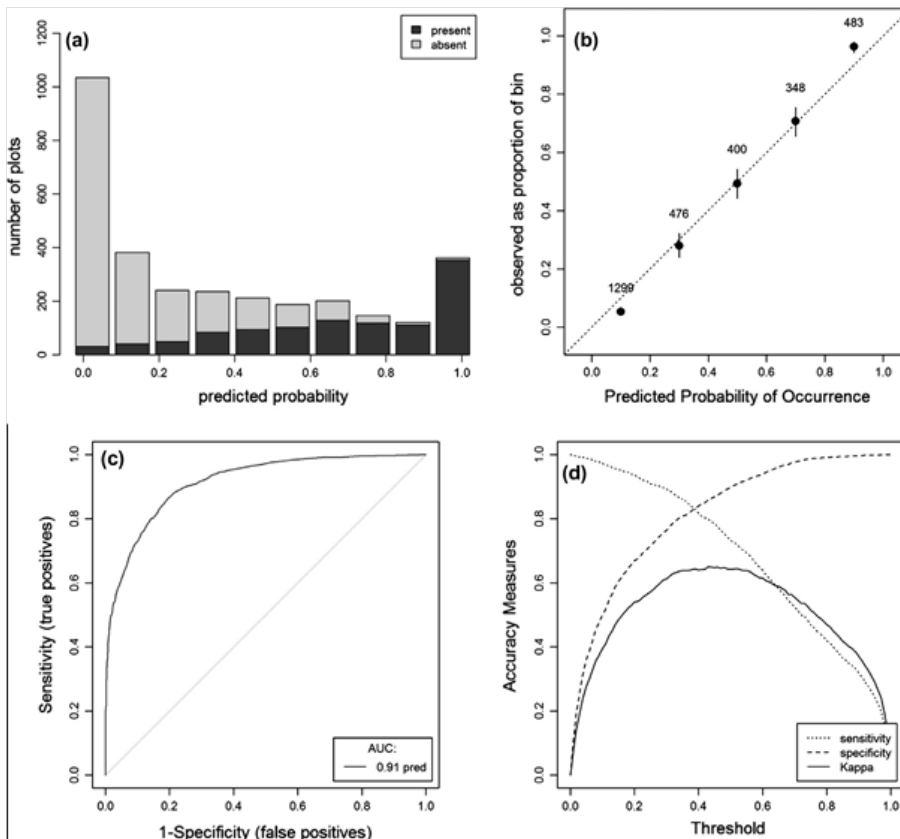 (a)
present
absent
number of plots
0
200
400
600
800
1000
1200
0.0 0.2 0.4 0.6 0.8 1.0
predicted probability
(b)
483
348
400
476
1299
observed as proportion of bin
0.0
0.2
0.4
0.6
0.8
1.0
0.0 0.2 0.4 0.6 0.8 1.0
Predicted Probability of Occurrence
(c)
Sensitivity (true positives)
0.0
0.2
0.4
0.6
0.8
1.0
AUC:
0.91 pred
0.0 0.2 0.4 0.6 0.8 1.0
1-Specificity (false positives)
(d)
Accuracy Measures
0.0
0.2
0.4
0.6
0.8
1.0
sensitivity
specificity
Kappa
0.0 0.2 0.4 0.6 0.8 1.0
Threshold